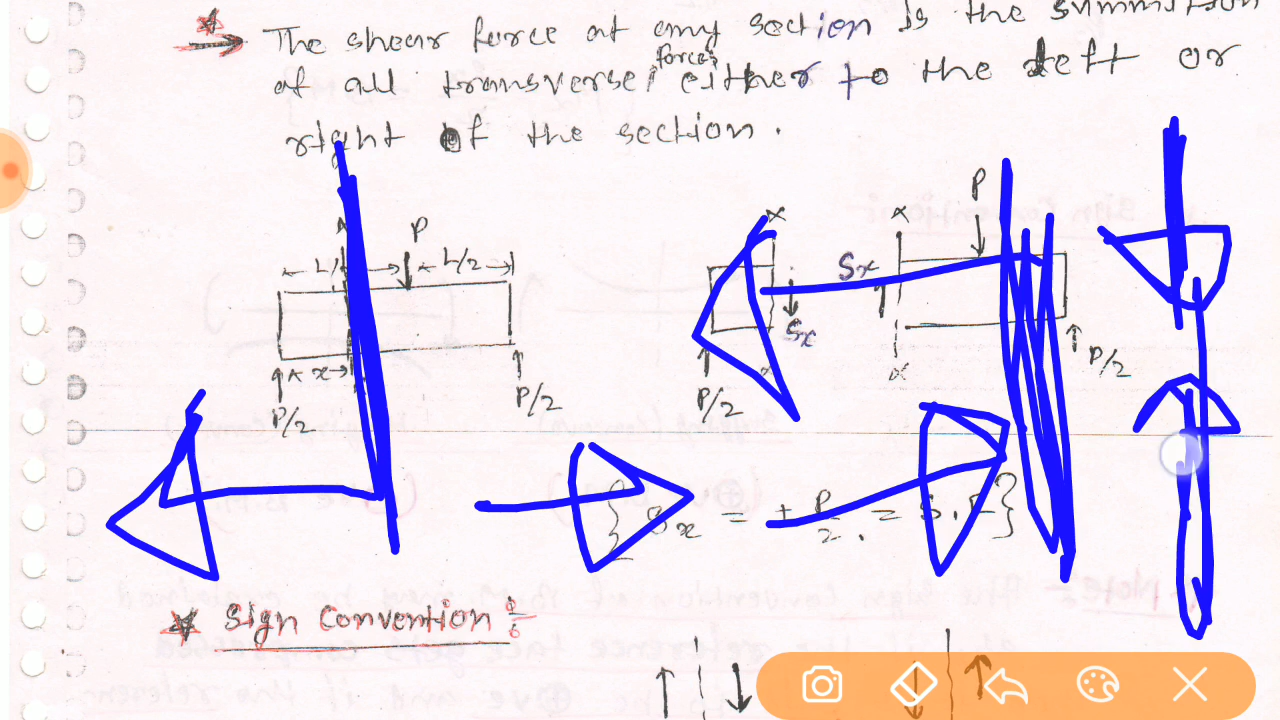 The shear force at any section is the summation
of all transverse forces either to the left or
right of the section.
P
P
x
x
L/2
Sx
Sx
x
x
P/2
P/2
P/2
P/2
{Sx = + P/2 . = S.F}
Sign Convention :